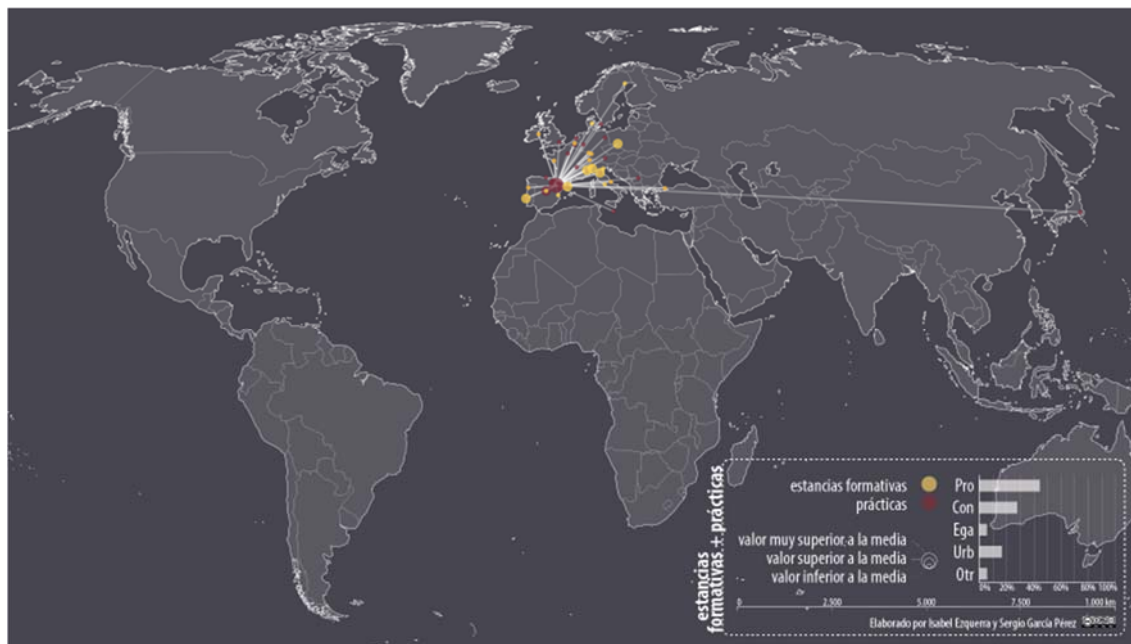 estancias formativas + prácticas
estancias formativas
prácticas
valor muy superior a la media
valor superior a la media
valor inferior a la media
Pro
Con
Ega
Urb
Otr
0% 20% 40% 60% 80% 100%
0 2.500 5.000 7.500 1.000 km
Elaborado por Isabel Ezquerra y Sergio García Pérez